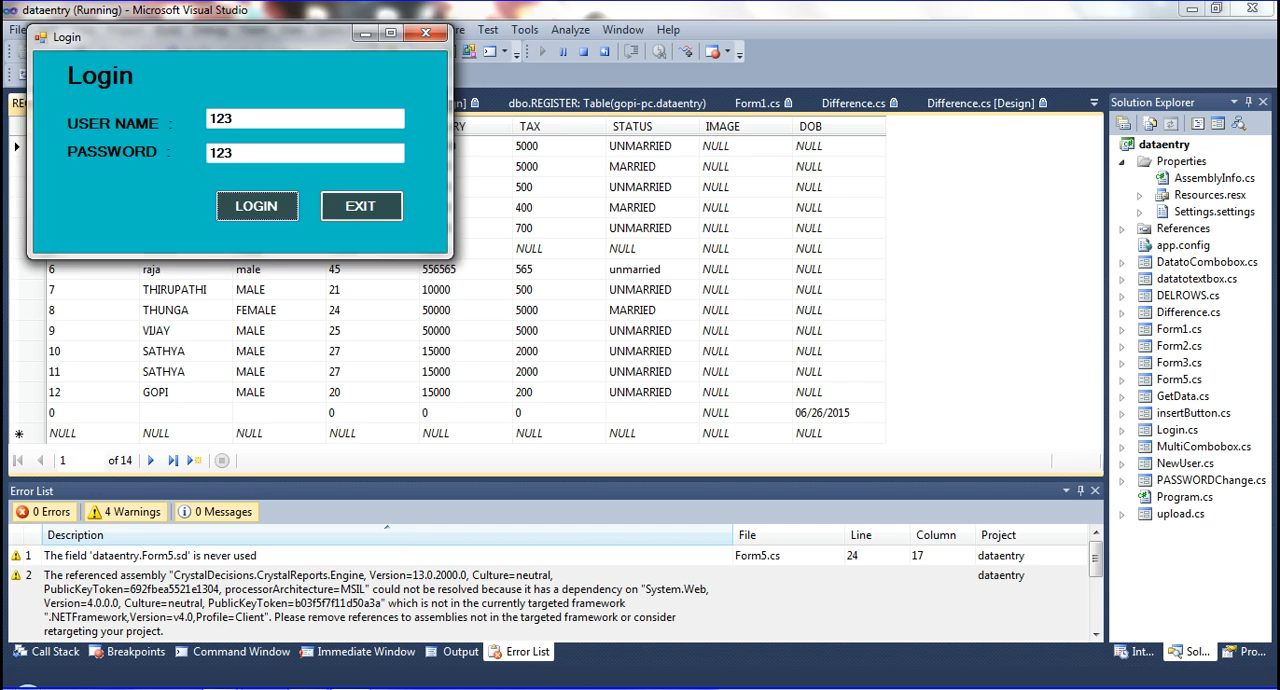 dataentry (Running) - Microsoft Visual Studio
Test Tools Analyze Window Help
Login
Login
USER NAME : 123
PASSWORD : 123
LOGIN EXIT
dbo.REGISTER: Table(gopi-pc.dataentry) Form1.cs Difference.cs Difference.cs [Design]
TAX STATUS IMAGE DOB
5000 UNMARRIED NULL NULL
5000 MARRIED NULL NULL
500 UNMARRIED NULL NULL
400 MARRIED NULL NULL
700 UNMARRIED NULL NULL
NULL NULL NULL NULL
6 raja male 45 556565 565 unmarried NULL NULL
7 THIRUPATHI MALE 21 10000 500 UNMARRIED NULL NULL
8 THUNGA FEMALE 24 50000 5000 MARRIED NULL NULL
9 VIJAY MALE 25 50000 5000 UNMARRIED NULL NULL
10 SATHYA MALE 27 15000 2000 UNMARRIED NULL NULL
11 SATHYA MALE 27 15000 2000 UNMARRIED NULL NULL
12 GOPI MALE 20 15000 200 UNMARRIED NULL NULL
0 0 0 0 NULL 06/26/2015
NULL NULL NULL NULL NULL NULL NULL NULL NULL
1 of 14
Solution Explorer
dataentry
Properties
AssemblyInfo.cs
Resources.resx
Settings.settings
References
app.config
DatatoCombobox.cs
datatotextbox.cs
DELROWS.cs
Difference.cs
Form1.cs
Form2.cs
Form3.cs
Form5.cs
GetData.cs
insertButton.cs
Login.cs
MultiCombobox.cs
NewUser.cs
PASSWORDChange.cs
Program.cs
upload.cs
Error List
0 Errors 4 Warnings 0 Messages
Description File Line Column Project
1 The field 'dataentry.Form5.sd' is never used Form5.cs 24 17 dataentry
2 The referenced assembly "CrystalDecisions.CrystalReports.Engine, Version=13.0.2000.0, Culture=neutral, dataentry
PublicKeyToken=692fbea5521e1304, processorArchitecture=MSIL" could not be resolved because it has a dependency on "System.Web,
Version=4.0.0.0, Culture=neutral, PublicKeyToken=b03f5f7f11d50a3a" which is not in the currently targeted framework
".NETFramework,Version=v4.0,Profile=Client". Please remove references to assemblies not in the targeted framework or consider
retargeting your project.
Call Stack Breakpoints Command Window Immediate Window Output Error List
Int... Sol... Pro...